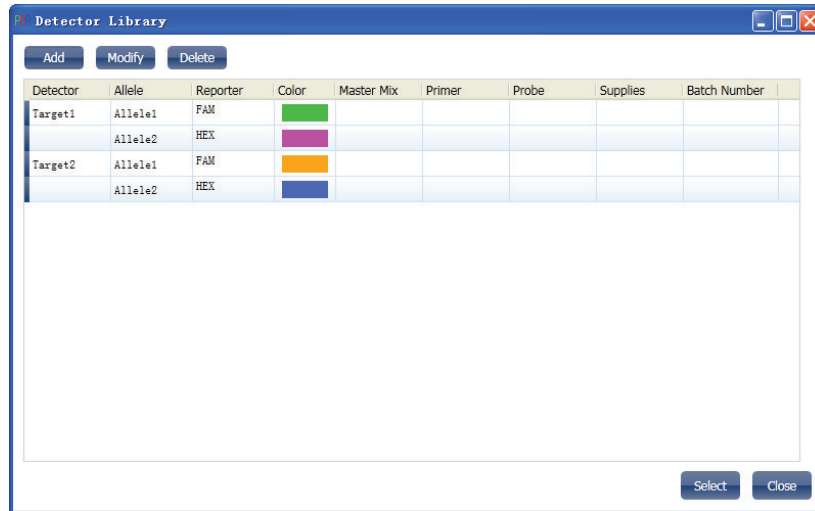 Detector Library
Add Modify Delete
Detector Allele Reporter Color Master Mix Primer Probe Supplies Batch Number
Target1 Allele1 FAM
Allele2 HEX
Target2 Allele1 FAM
Allele2 HEX
Select Close